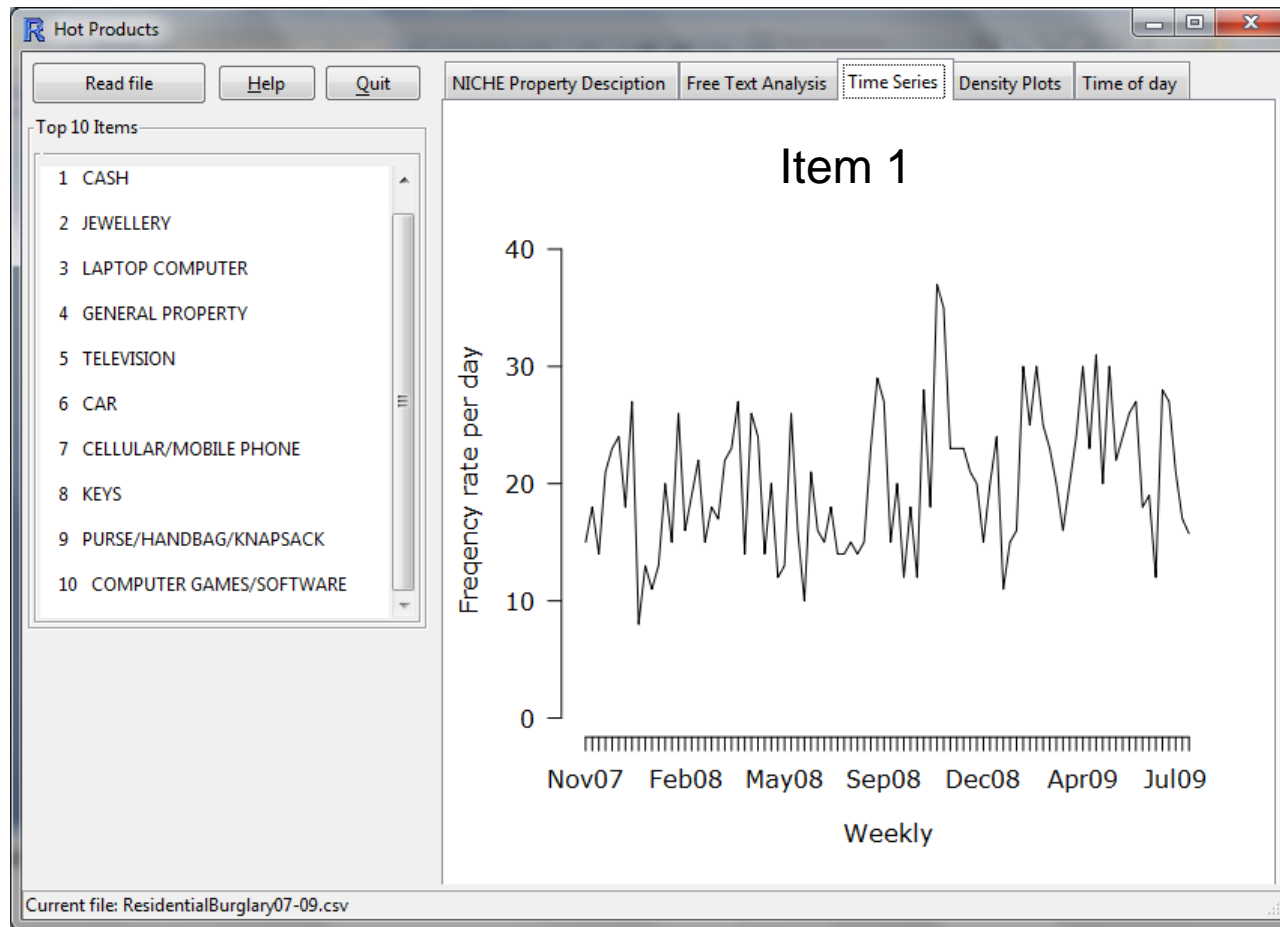 Hot Products
Read file Help Quit
Top 10 Items
1 CASH
2 JEWELLERY
3 LAPTOP COMPUTER
4 GENERAL PROPERTY
5 TELEVISION
6 CAR
7 CELLULAR/MOBILE PHONE
8 KEYS
9 PURSE/HANDBAG/KNAPSACK
10 COMPUTER GAMES/SOFTWARE
NICHE Property Desciption Free Text Analysis Time Series Density Plots Time of day
Item 1
Freqency rate per day
40
30
20
10
0
Nov07 Feb08 May08 Sep08 Dec08 Apr09 Jul09
Weekly
Current file: ResidentialBurglary07-09.csv